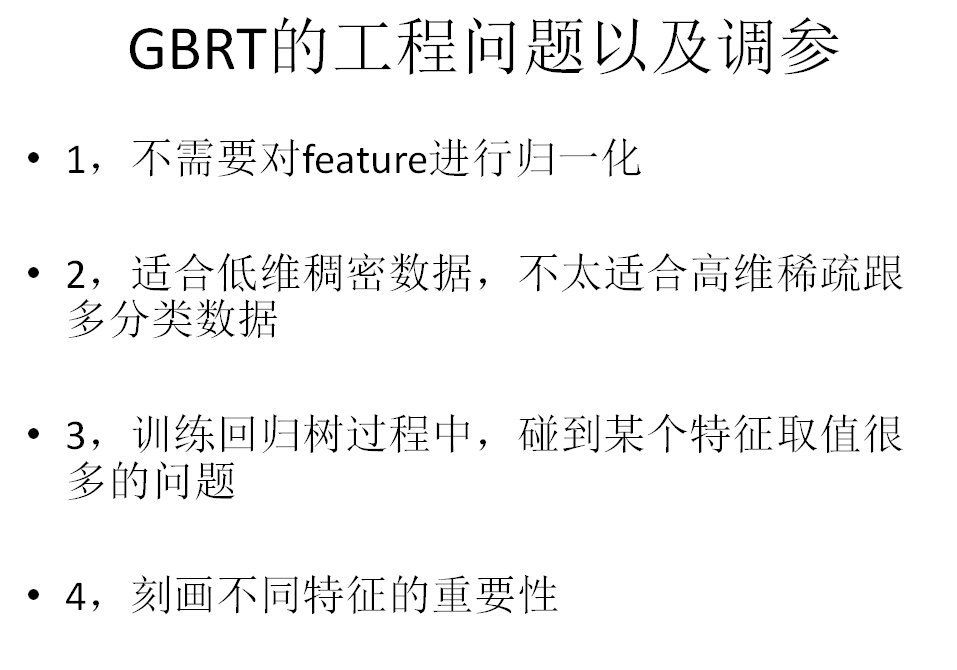 GBRT的工程问题以及调参
• 1，不需要对feature进行归一化
• 2，适合低维稠密数据，不太适合高维稀疏跟
多分类数据
• 3，训练回归树过程中，碰到某个特征取值很
多的问题
• 4，刻画不同特征的重要性